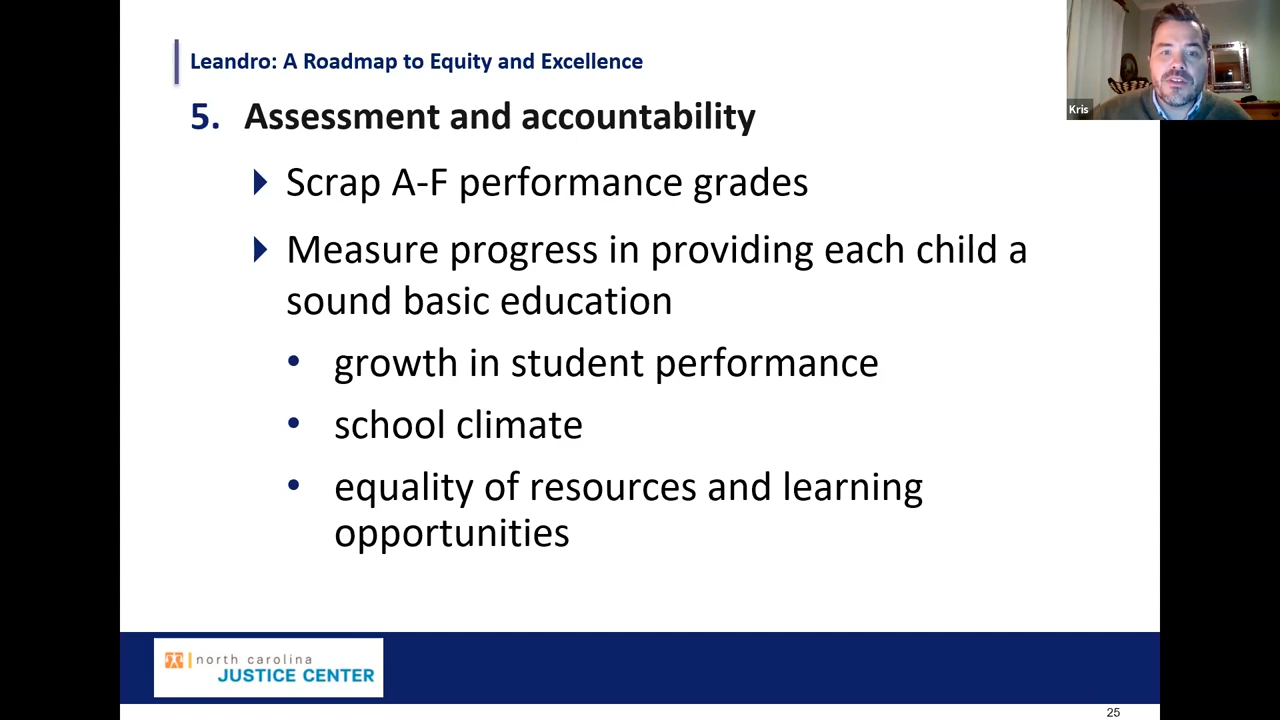 Leandro: A Roadmap to Equity and Excellence
5. Assessment and accountability
Scrap A-F performance grades
Measure progress in providing each child a
sound basic education
• growth in student performance
• school climate
• equality of resources and learning
opportunities
north carolina
JUSTICE CENTER
25
Kris